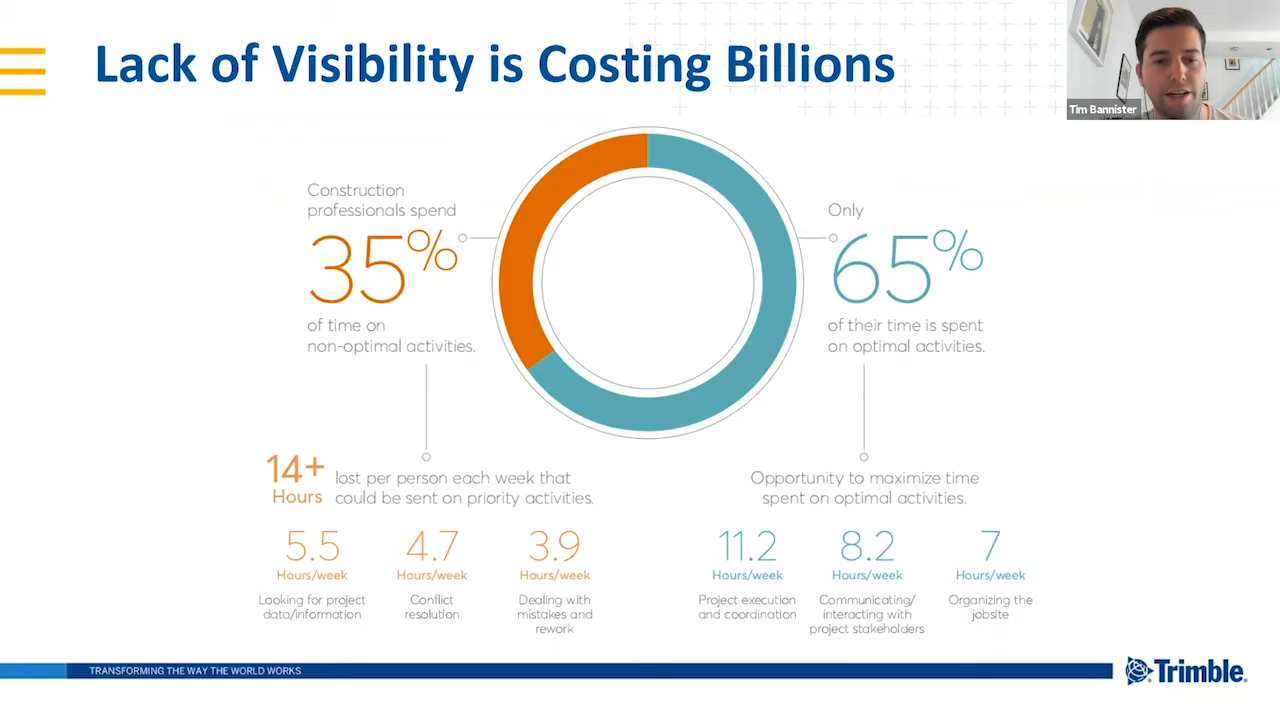 Lack of Visibility is Costing Billions
Tim Bannister
Construction
professionals spend
35%
of time on
non-optimal activities.
Only
65%
of their time is spent
on optimal activities.
14+
Hours
lost per person each week that
could be sent on priority activities.
5.5
Hours/week
Looking for project
data/information
4.7
Hours/week
Conflict
resolution
3.9
Hours/week
Dealing with
mistakes and
rework
Opportunity to maximize time
spent on optimal activities.
11.2
Hours/week
Project execution
and coordination
8.2
Hours/week
Communicating/
interacting with
project stakeholders
7
Hours/week
Organizing the
jobsite
TRANSFORMING THE WAY THE WORLD WORKS
Trimble